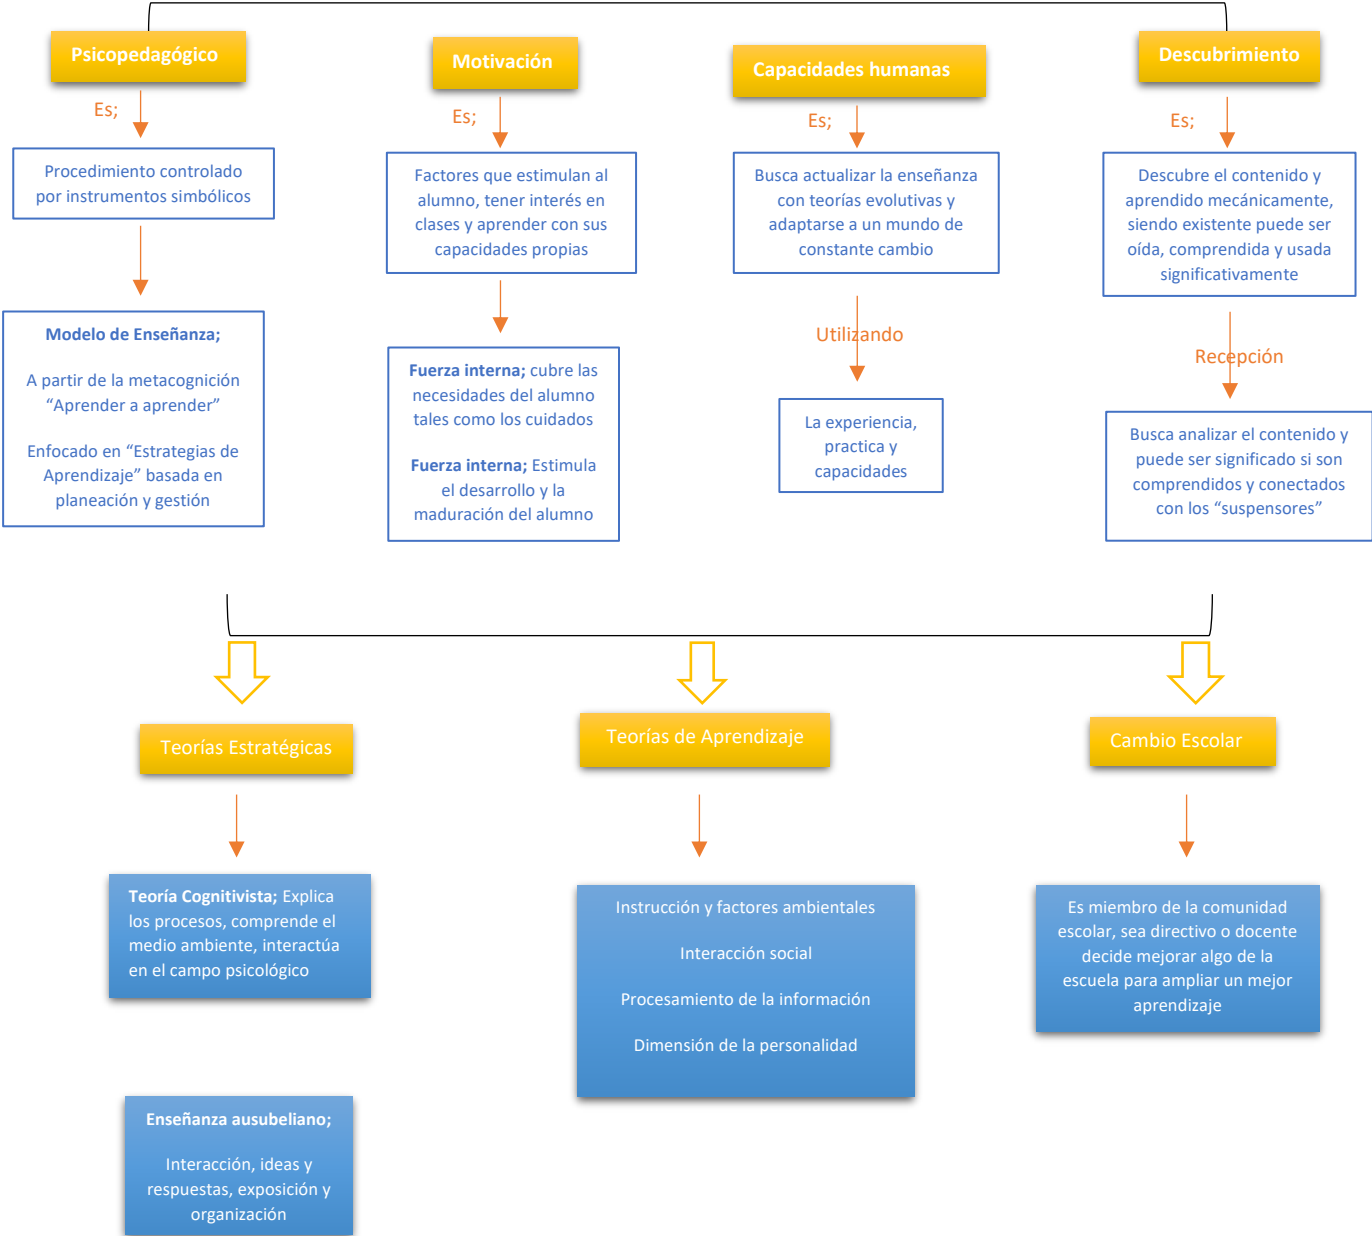 Psicopedagógico
Motivación
Capacidades humanas
Descubrimiento
Es;
Es;
Es;
Es;
Procedimiento controlado
por instrumentos simbólicos
Factores que estimulan al
alumno, tener interés en
clases y aprender con sus
capacidades propias
Busca actualizar la enseñanza
con teorías evolutivas y
adaptarse a un mundo de
constante cambio
Descubre el contenido y
aprendido mecánicamente,
siendo existente puede ser
oída, comprendida y usada
significativamente
Utilizando
Recepción
Modelo de Enseñanza;
A partir de la metacognición
“Aprender a aprender”
Enfocado en “Estrategias de
Aprendizaje” basada en
planeación y gestión
Fuerza interna; cubre las
necesidades del alumno
tales como los cuidados
Fuerza interna; Estimula
el desarrollo y la
maduración del alumno
La experiencia,
practica y
capacidades
Busca analizar el contenido y
puede ser significado si son
comprendidos y conectados
con los “suspensores”
Teorías Estratégicas
Teorías de Aprendizaje
Cambio Escolar
Teoría Cognitivista; Explica
los procesos, comprende el
medio ambiente, interactúa
en el campo psicológico
Instrucción y factores ambientales
Interacción social
Procesamiento de la información
Dimensión de la personalidad
Es miembro de la comunidad
escolar, sea directivo o docente
decide mejorar algo de la
escuela para ampliar un mejor
aprendizaje
Enseñanza ausubeliano;
Interacción, ideas y
respuestas, exposición y
organización